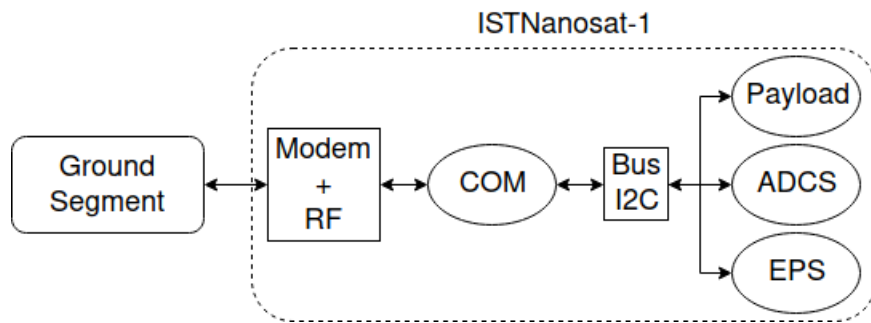 ISTNanosat-1
Ground
Segment
Modem
+
RF
COM
Bus
I2C
Payload
ADCS
EPS